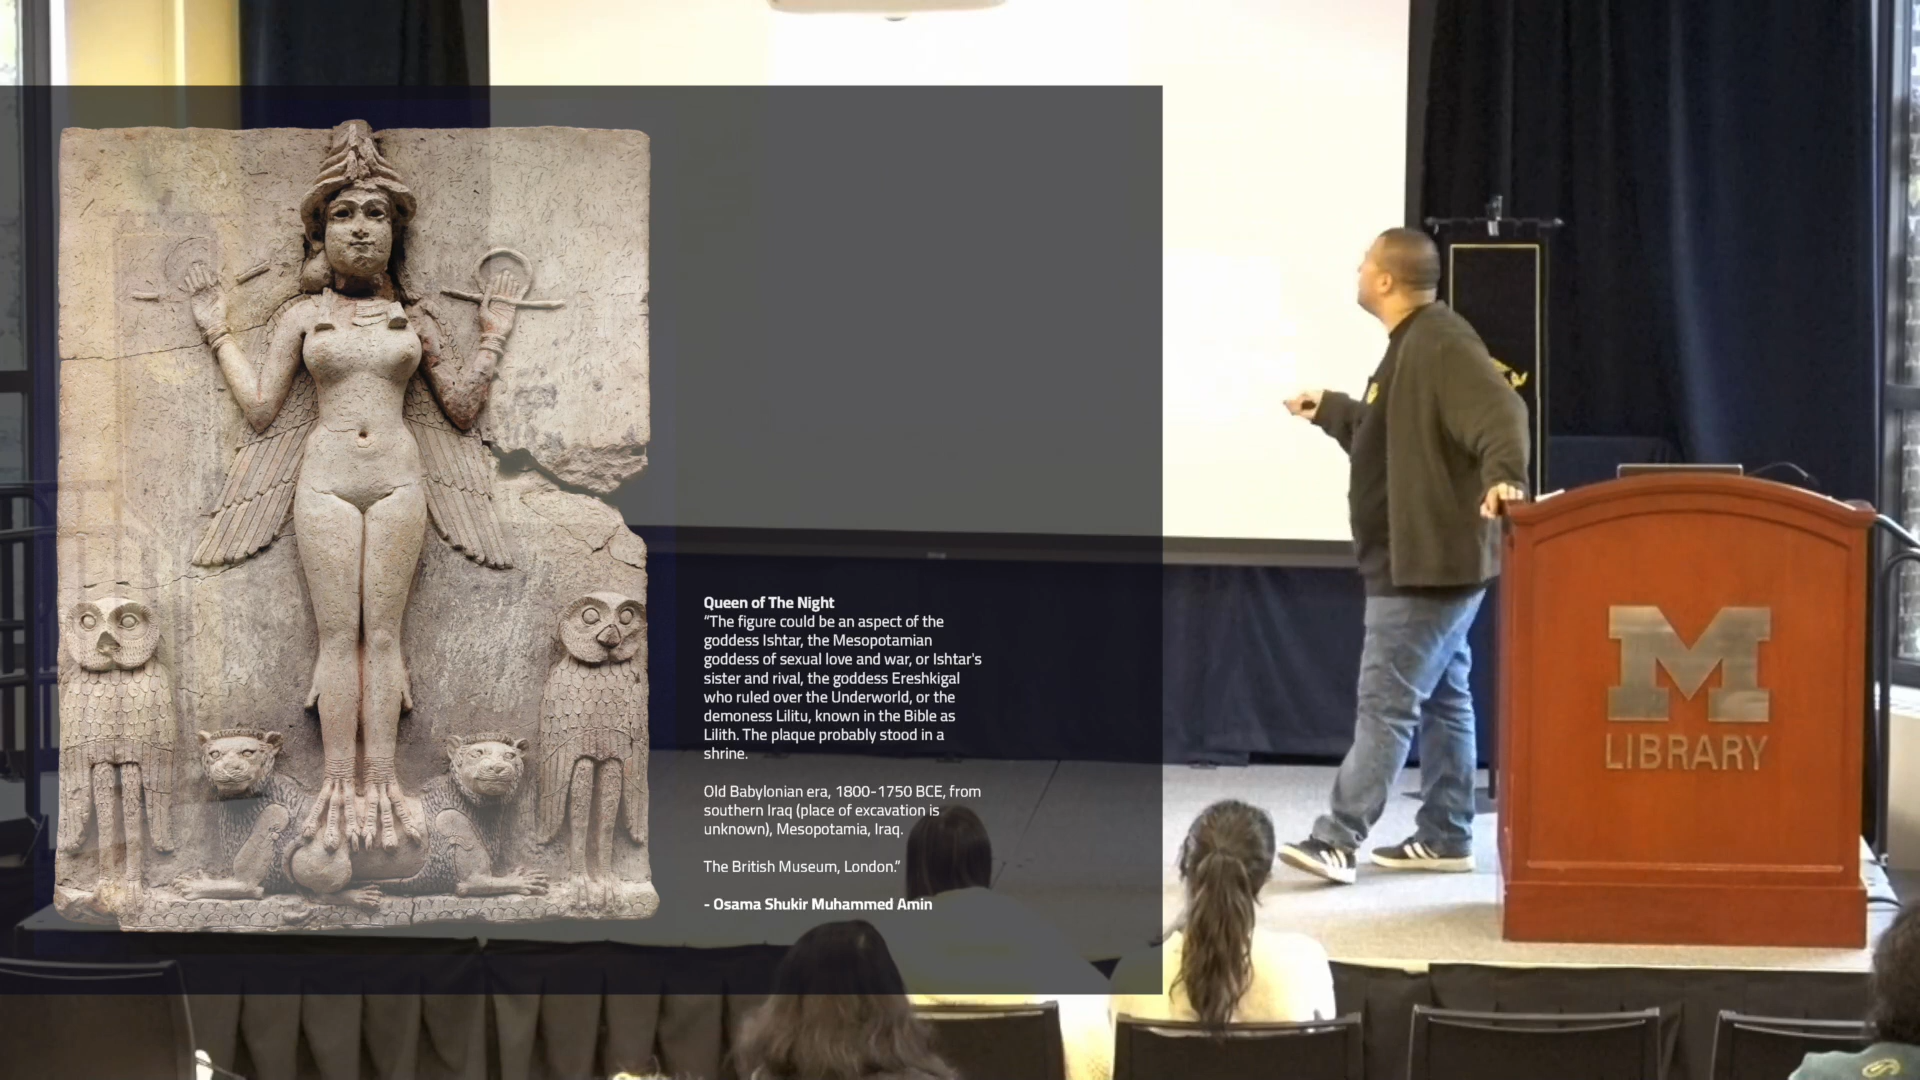 Queen of The Night
"The figure could be an aspect of the
goddess Ishtar, the Mesopotamian
goddess of sexual love and war, or Ishtar's
sister and rival, the goddess Ereshkigal
who ruled over the Underworld, or the
demoness Lilitu, known in the Bible as
Lilith. The plaque probably stood in a
shrine.
Old Babylonian era, 1800-1750 BCE, from
southern Iraq (place of excavation is
unknown), Mesopotamia, Iraq.
The British Museum, London."
- Osama Shukir Muhammed Amin
M
LIBRARY